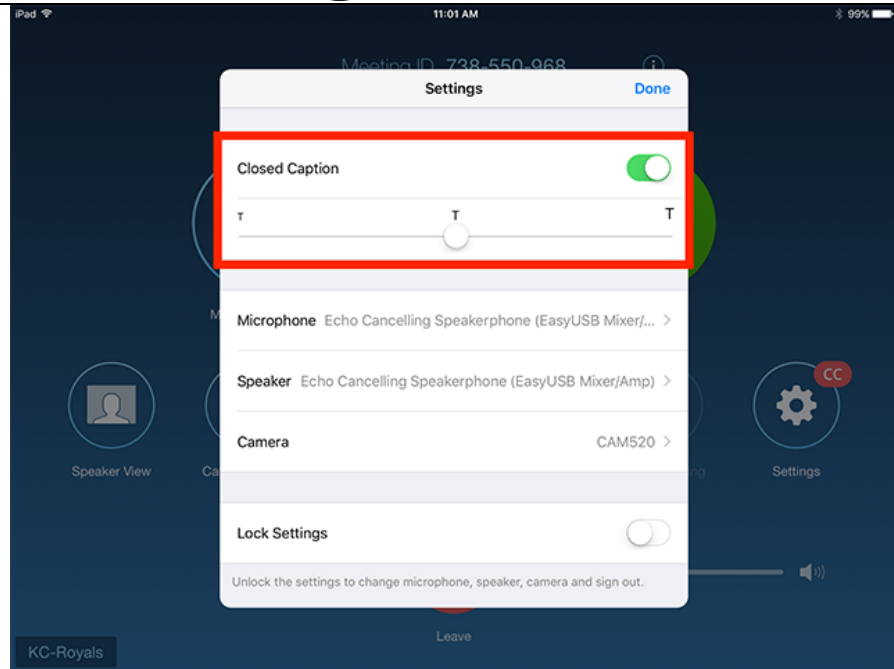 iPad 11:01 AM 99%
Meeting ID 738-550-968
Settings Done
Closed Caption
T T T
Microphone Echo Cancelling Speakerphone (EasyUSB Mixer/... >
Speaker Echo Cancelling Speakerphone (EasyUSB Mixer/Amp) >
CC
Camera CAM520 >
Speaker View Ca ng Settings
Lock Settings
Unlock the settings to change microphone, speaker, camera and sign out.
Leave
KC-Royals